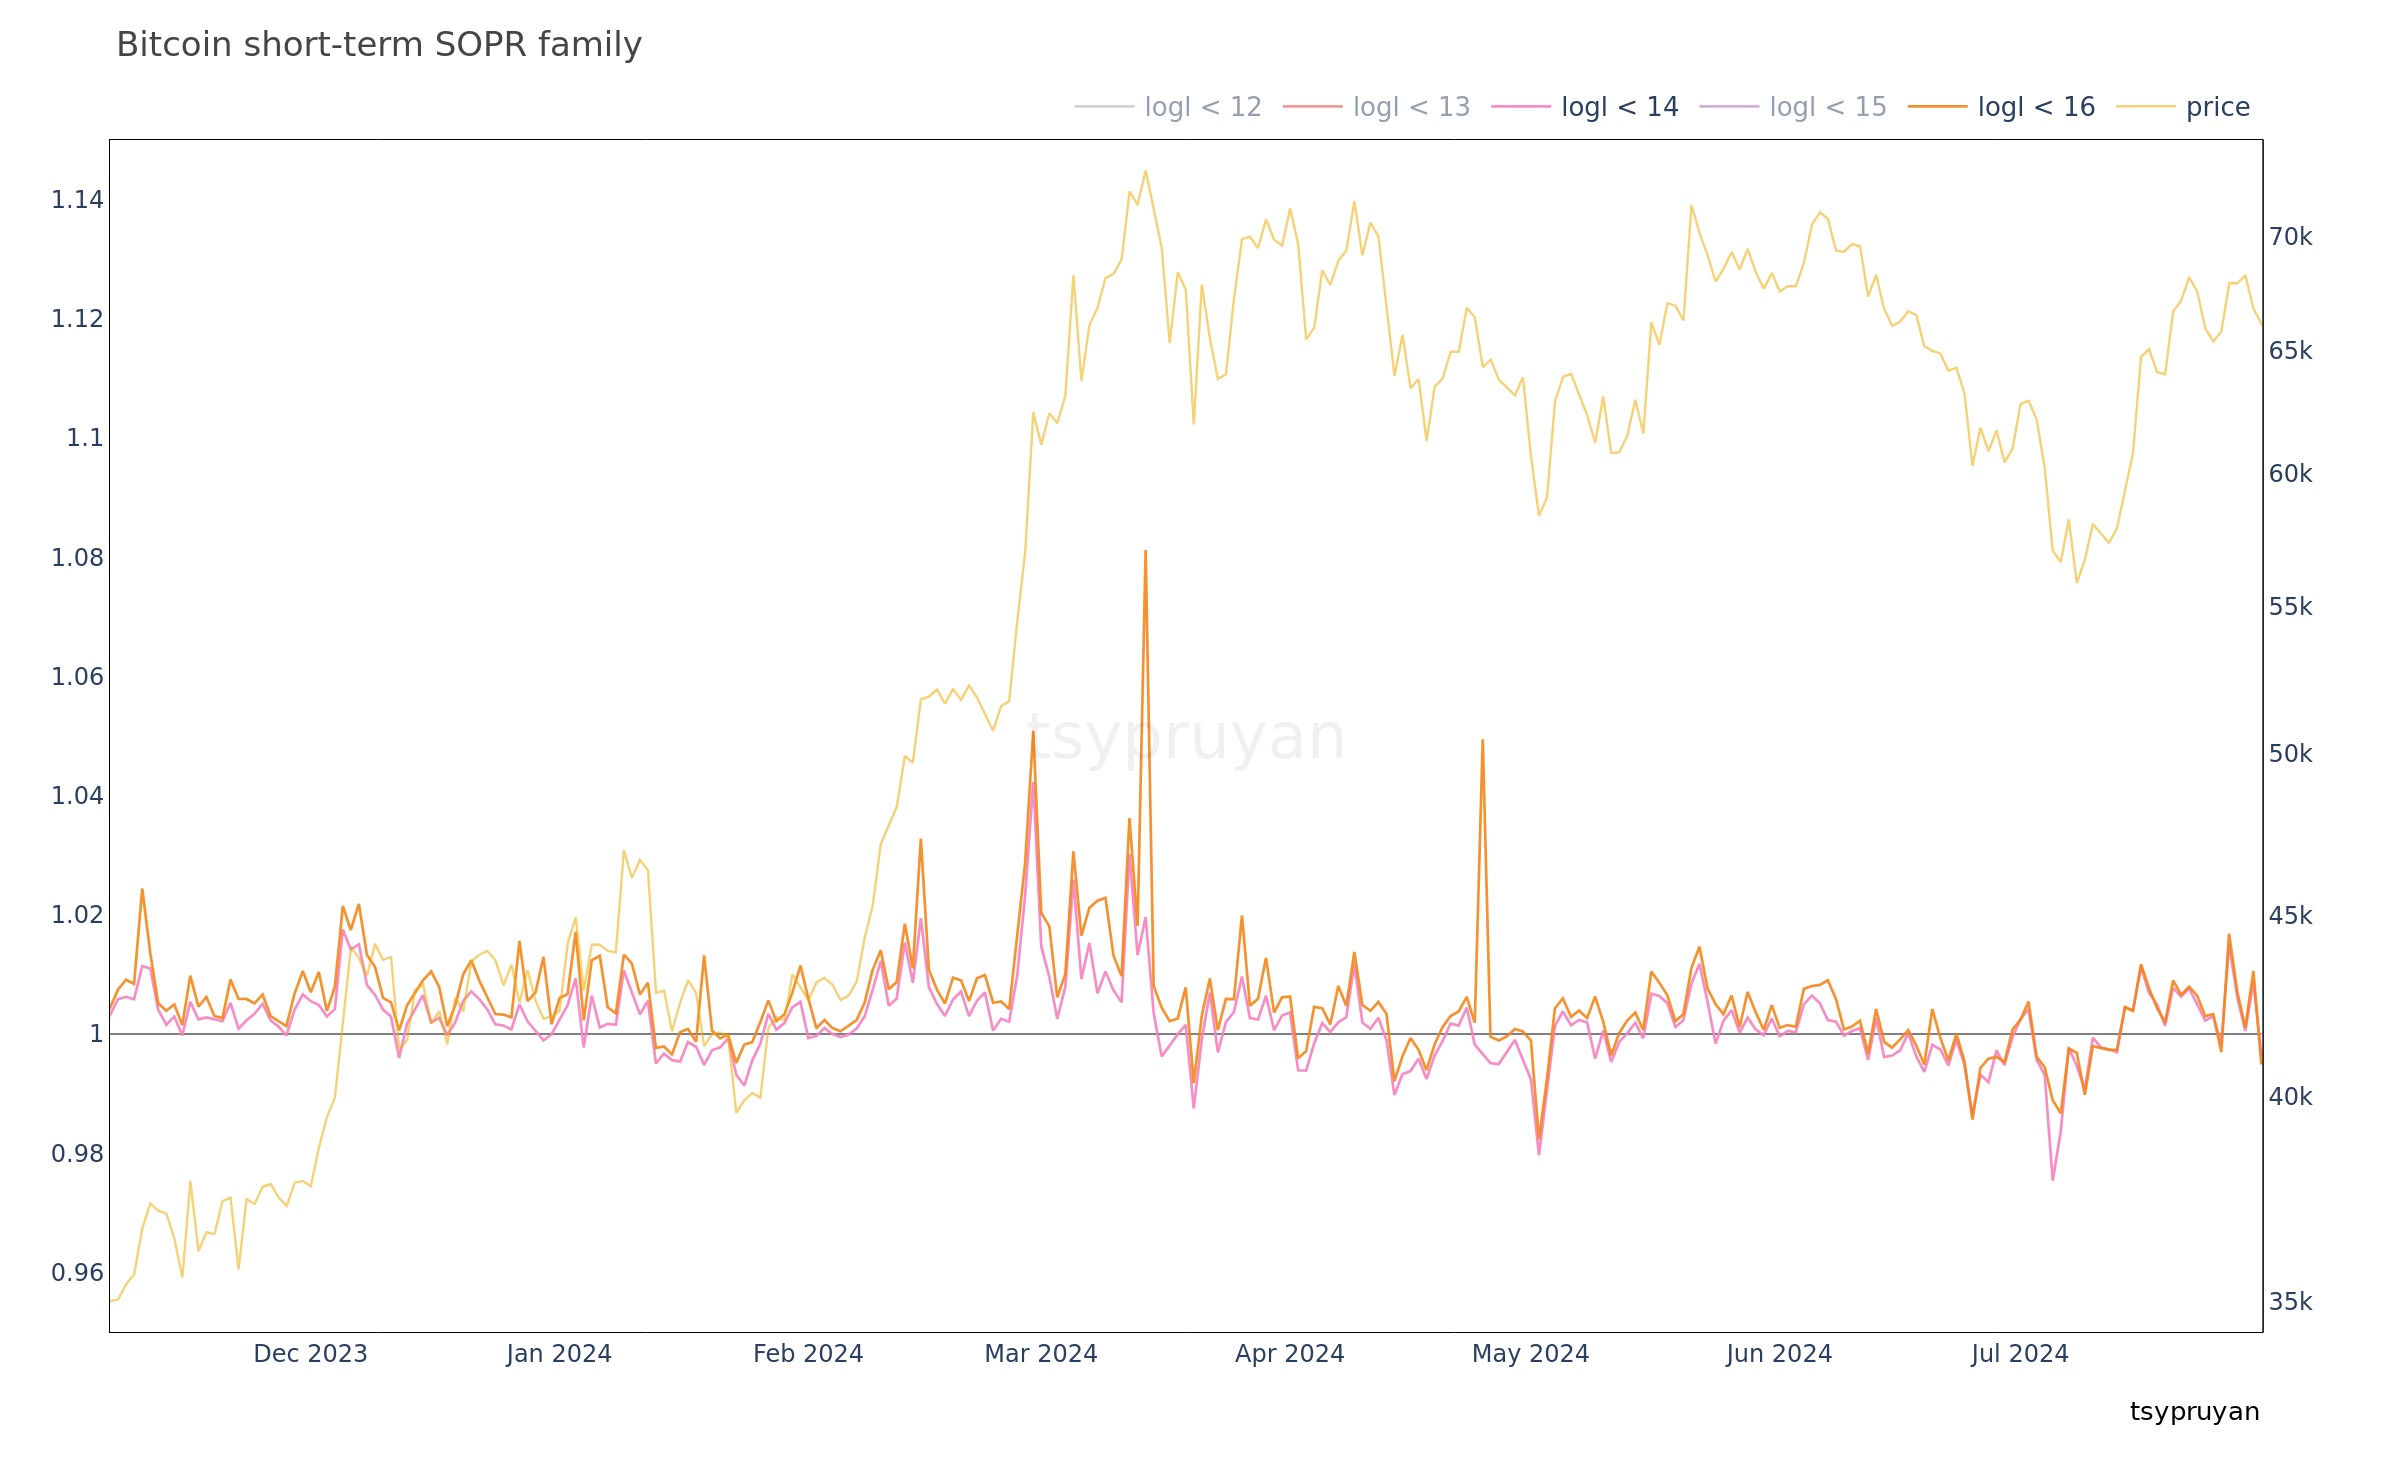 Bitcoin short-term SOPR family
logl < 12 logl < 13 logl < 14 logl < 15 logl < 16 price
1.14
1.12
1.1
1.08
1.06
1.04
1.02
1
0.98
0.96
70k
65k
60k
55k
50k
45k
40k
35k
tsypruyan
Dec 2023 Jan 2024 Feb 2024 Mar 2024 Apr 2024 May 2024 Jun 2024 Jul 2024
tsypruyan